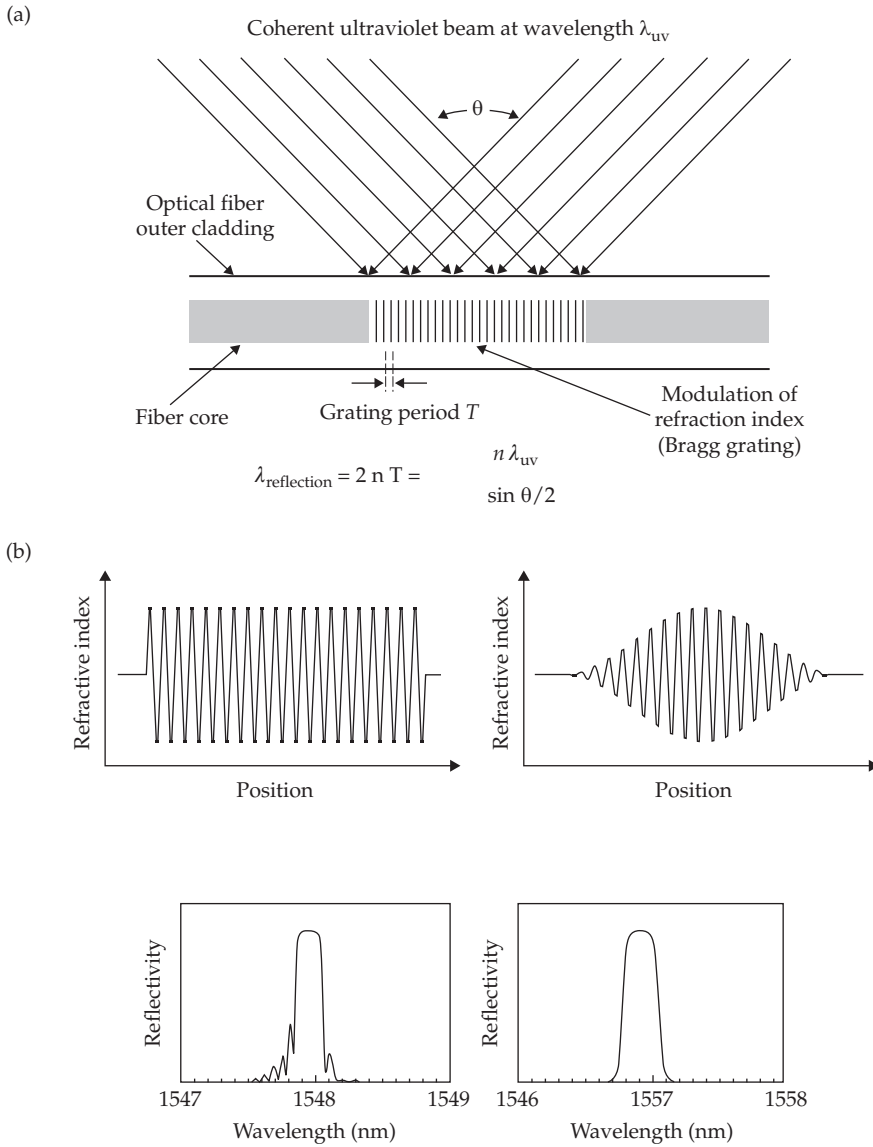 (a)
Coherent ultraviolet beam at wavelength λuv
θ
Optical fiber
outer cladding
Fiber core
Grating period T
Modulation of
refraction index
(Bragg grating)
λreflection = 2 n T = n λuv
sin θ/2
(b)
Refractive index
Position
Refractive index
Position
Reflectivity
1547 1548 1549
Wavelength (nm)
Reflectivity
1546 1557 1558
Wavelength (nm)